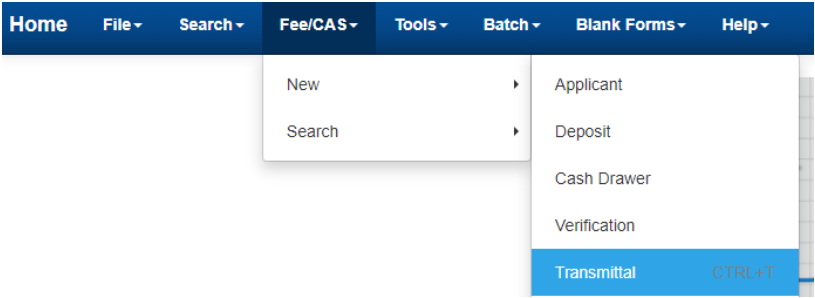 Home File Search Fee/CAS Tools Batch Blank Forms Help
New
Search
Applicant
Deposit
Cash Drawer
Verification
Transmittal CTRL+T